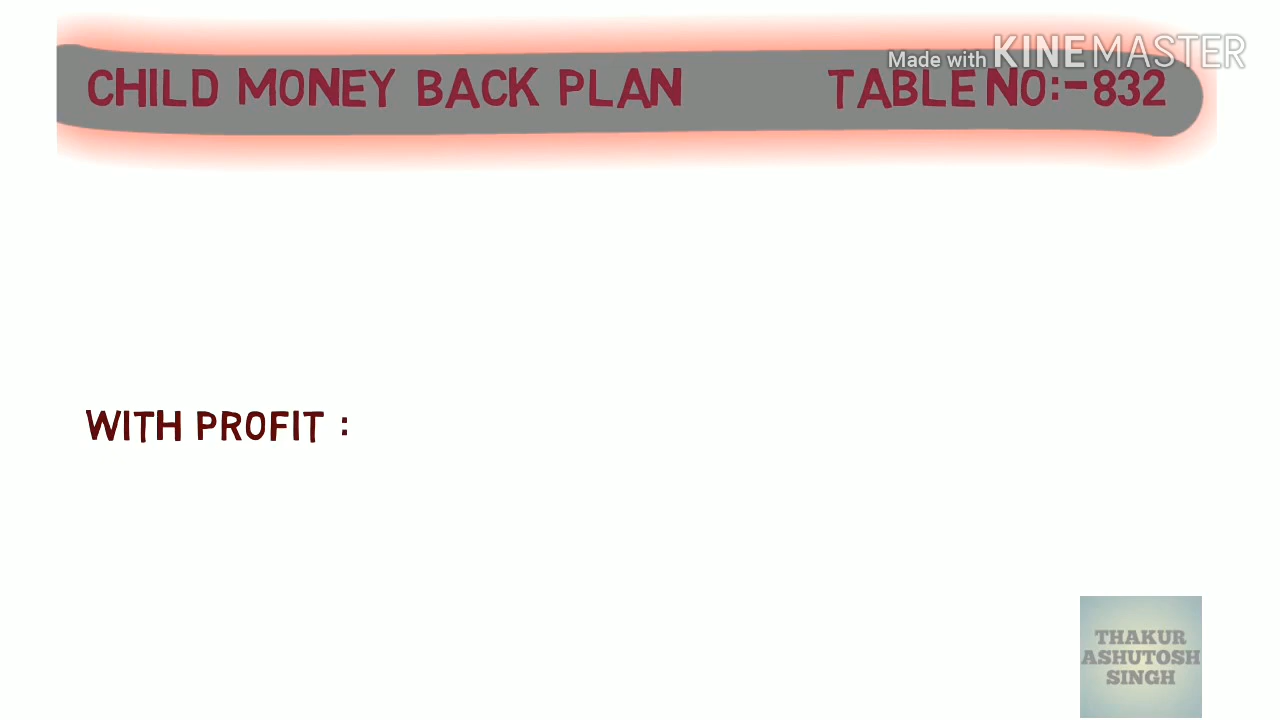 Made with KINEMASTER
CHILD MONEY BACK PLAN TABLE NO:-832
WITH PROFIT :
THAKUR
ASHUTOSH
SINGH